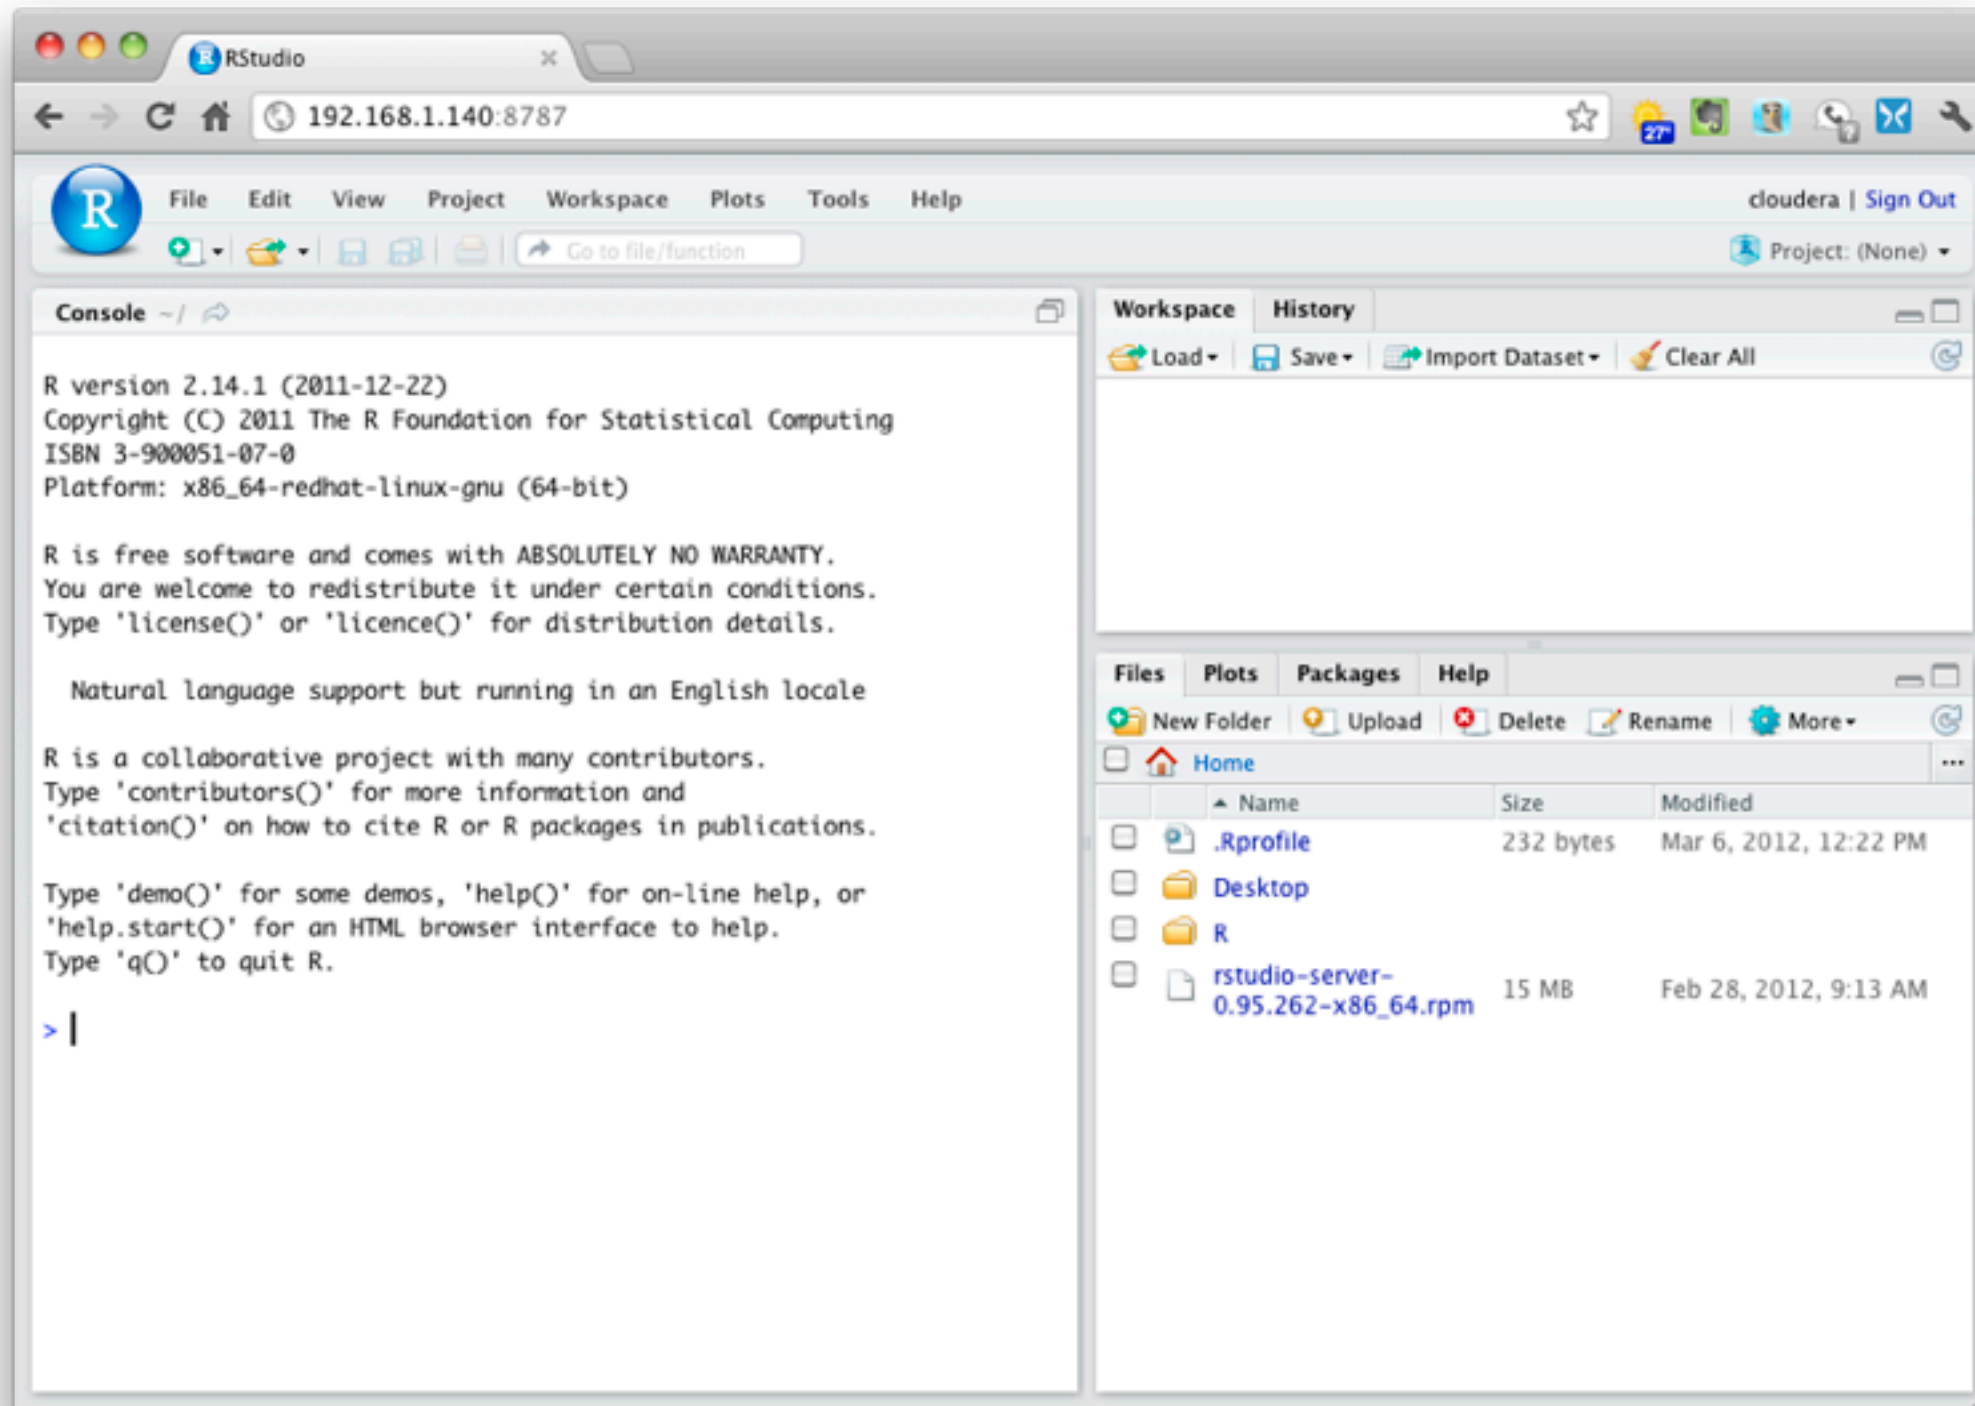 RStudio
192.168.1.140:8787
27°
R File Edit View Project Workspace Plots Tools Help cloudera | Sign Out
Go to file/function Project: (None)
Console ~/
R version 2.14.1 (2011-12-22)
Copyright (C) 2011 The R Foundation for Statistical Computing
ISBN 3-900051-07-0
Platform: x86_64-redhat-linux-gnu (64-bit)
R is free software and comes with ABSOLUTELY NO WARRANTY.
You are welcome to redistribute it under certain conditions.
Type 'license()' or 'licence()' for distribution details.
Natural language support but running in an English locale
R is a collaborative project with many contributors.
Type 'contributors()' for more information and
'citation()' on how to cite R or R packages in publications.
Type 'demo()' for some demos, 'help()' for on-line help, or
'help.start()' for an HTML browser interface to help.
Type 'q()' to quit R.
>
Workspace History
Load Save Import Dataset Clear All
Files Plots Packages Help
New Folder Upload Delete Rename More
Home ...
Name Size Modified
.Rprofile 232 bytes Mar 6, 2012, 12:22 PM
Desktop
R
rstudio-server-
0.95.262-x86_64.rpm 15 MB Feb 28, 2012, 9:13 AM